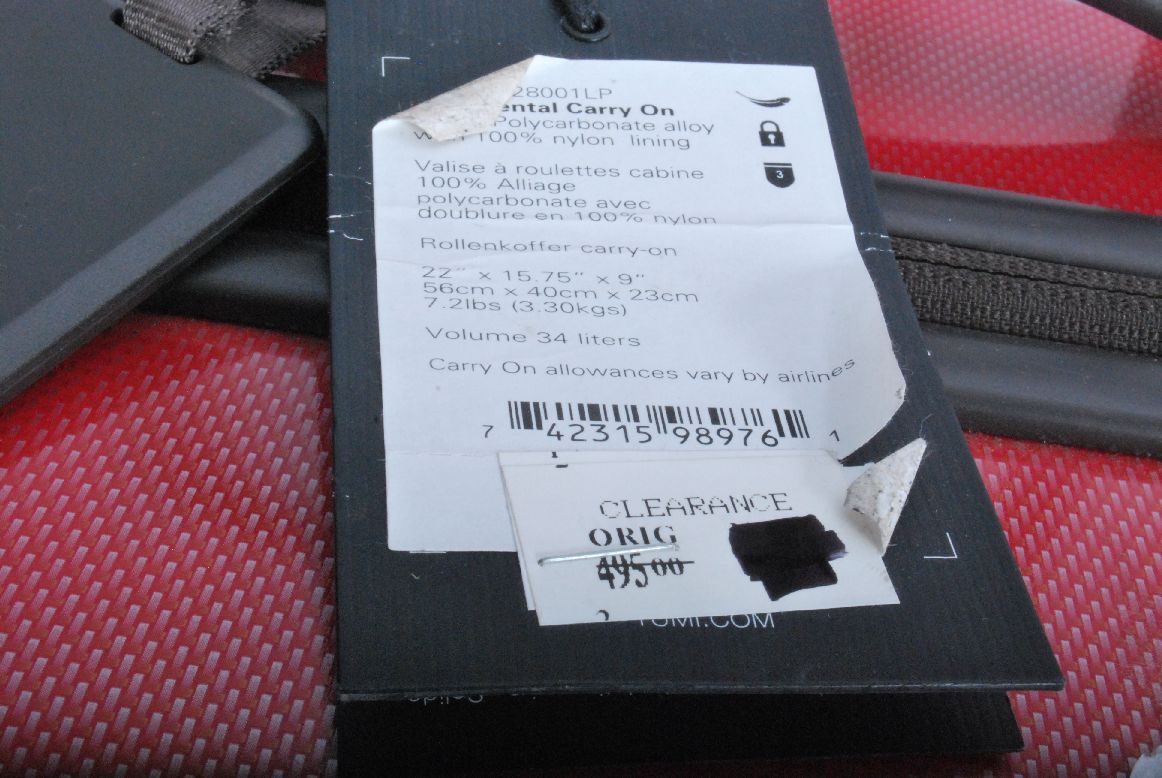 28001LP
ental Carry On
Polycarbonate alloy
100% nylon lining
3
Valise à roulettes cabine
100% Alliage
polycarbonate avec
doublure en 100% nylon
Rollenkoffer carry-on
22" x 15.75" x 9"
56cm x 40cm x 23cm
7.2lbs (3.30kgs)
Volume 34 liters
Carry On allowances vary by airlines
7 42315 98976 1
CLEARANCE
ORIG
495 00
TUMI.COM